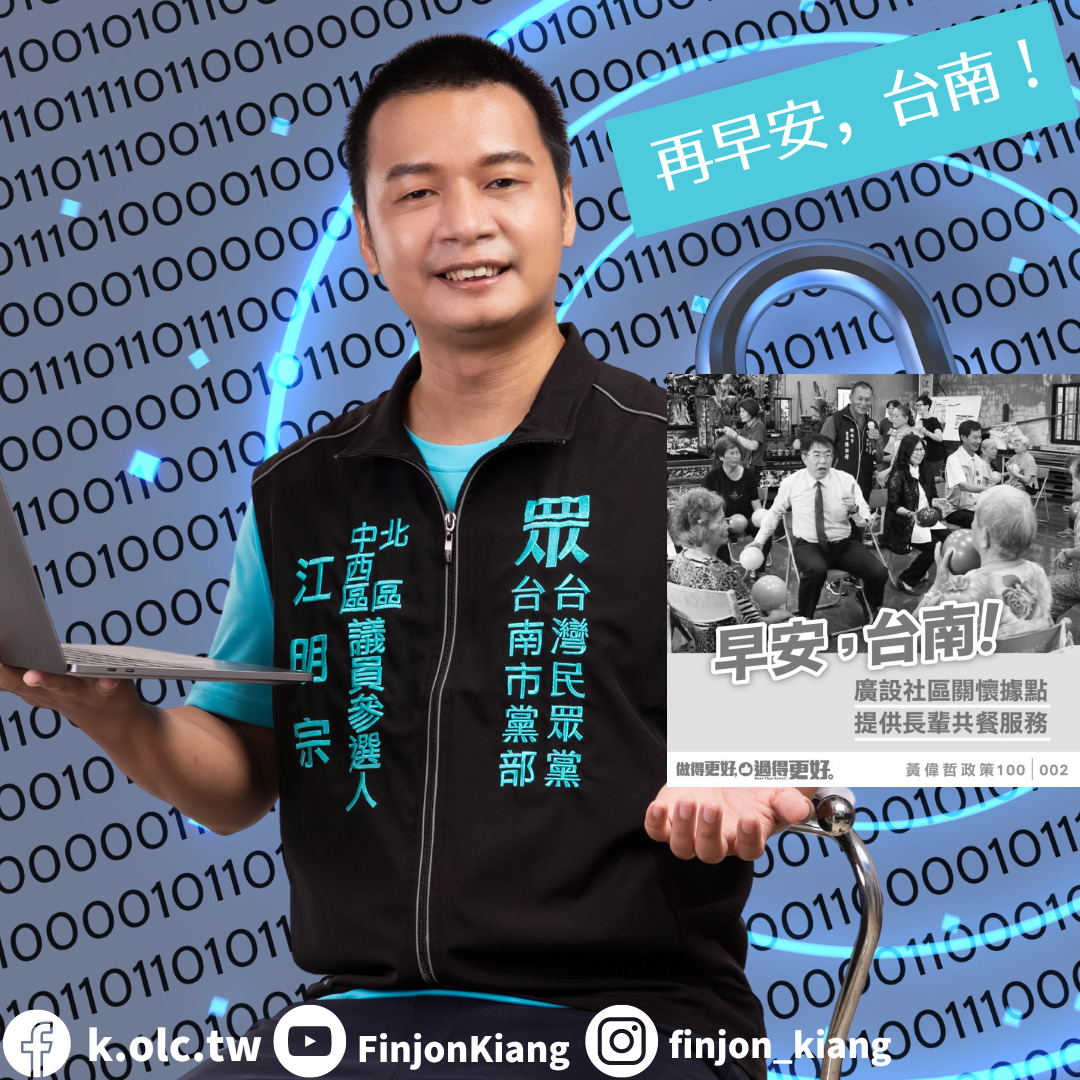 再早安，台南！
江明宗
中西區
北區
議員參選人
眾
台灣民眾黨
台南市黨部
早安，台南!
廣設社區關懷據點
提供長輩共餐服務
做得更好,過得更好。
黃偉哲政策100 | 002
k.olc.tw
FinjonKiang
finjon_kiang